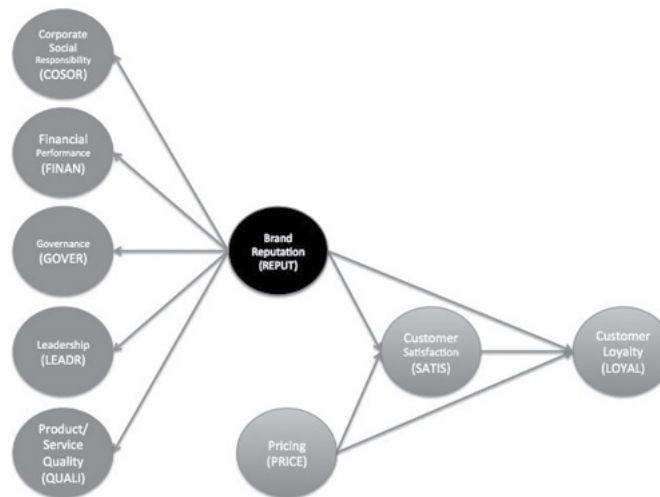 Corporate
Social
Responsibility
(COSOR)
Financial
Performance
(FINAN)
Governance
(GOVER)
Leadership
(LEADR)
Product/
Service
Quality
(QUALI)
Brand
Reputation
(REPUT)
Customer
Satisfaction
(SATIS)
Customer
Loyalty
(LOYAL)
Pricing
(PRICE)